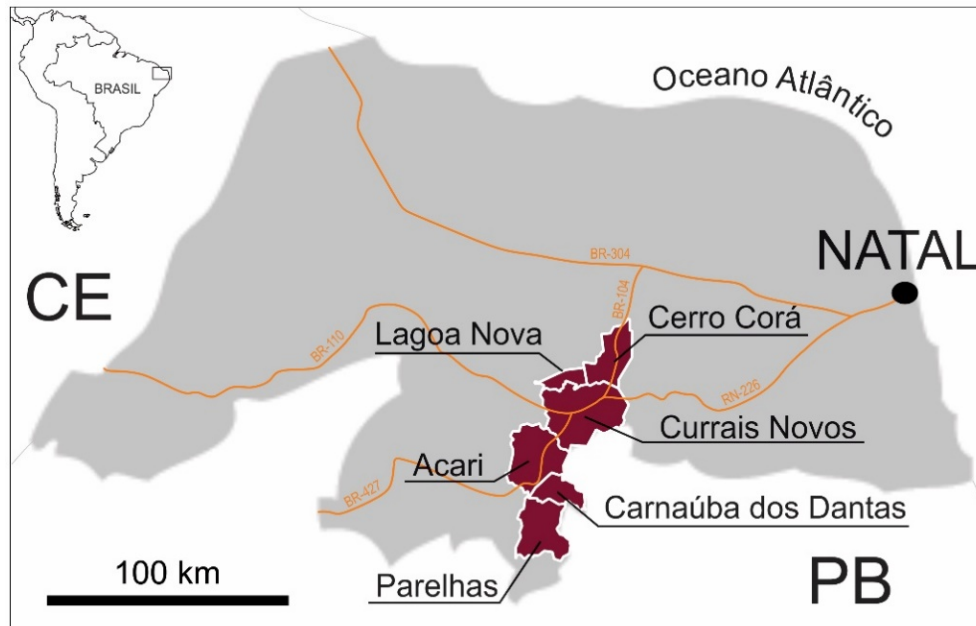 BRASIL
Oceano Atlântico
NATAL
CE
BR-304
BR-104
BR-110
Lagoa Nova
Cerro Corá
RN-226
Currais Novos
Acari
BR-427
Carnaúba dos Dantas
100 km
Parelhas
PB